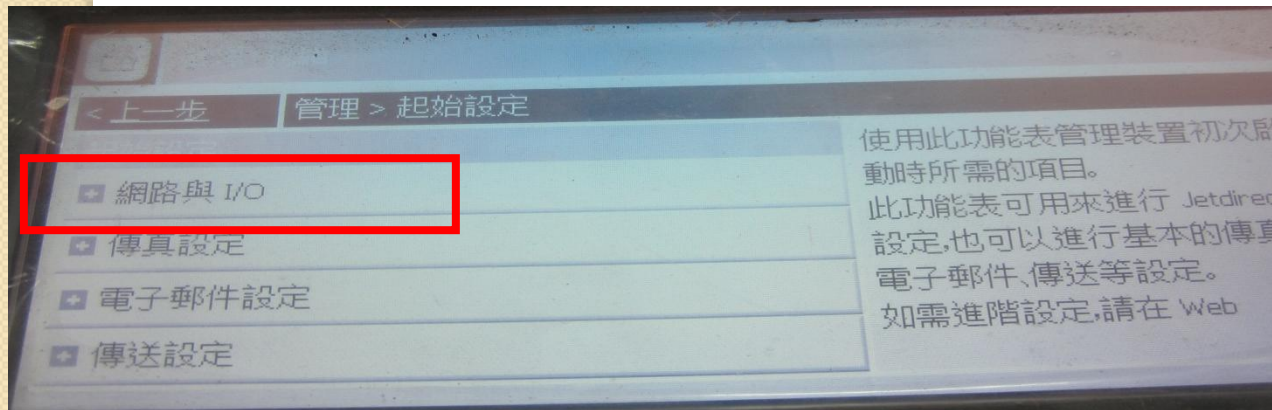 < 上一步
管理 > 起始設定
網路與 I/O
傳真設定
電子郵件設定
傳送設定
使用此功能表管理裝置初次啟
動時所需的項目。
此功能表可用來進行 Jetdirec
設定,也可以進行基本的傳真
電子郵件、傳送等設定。
如需進階設定,請在 Web